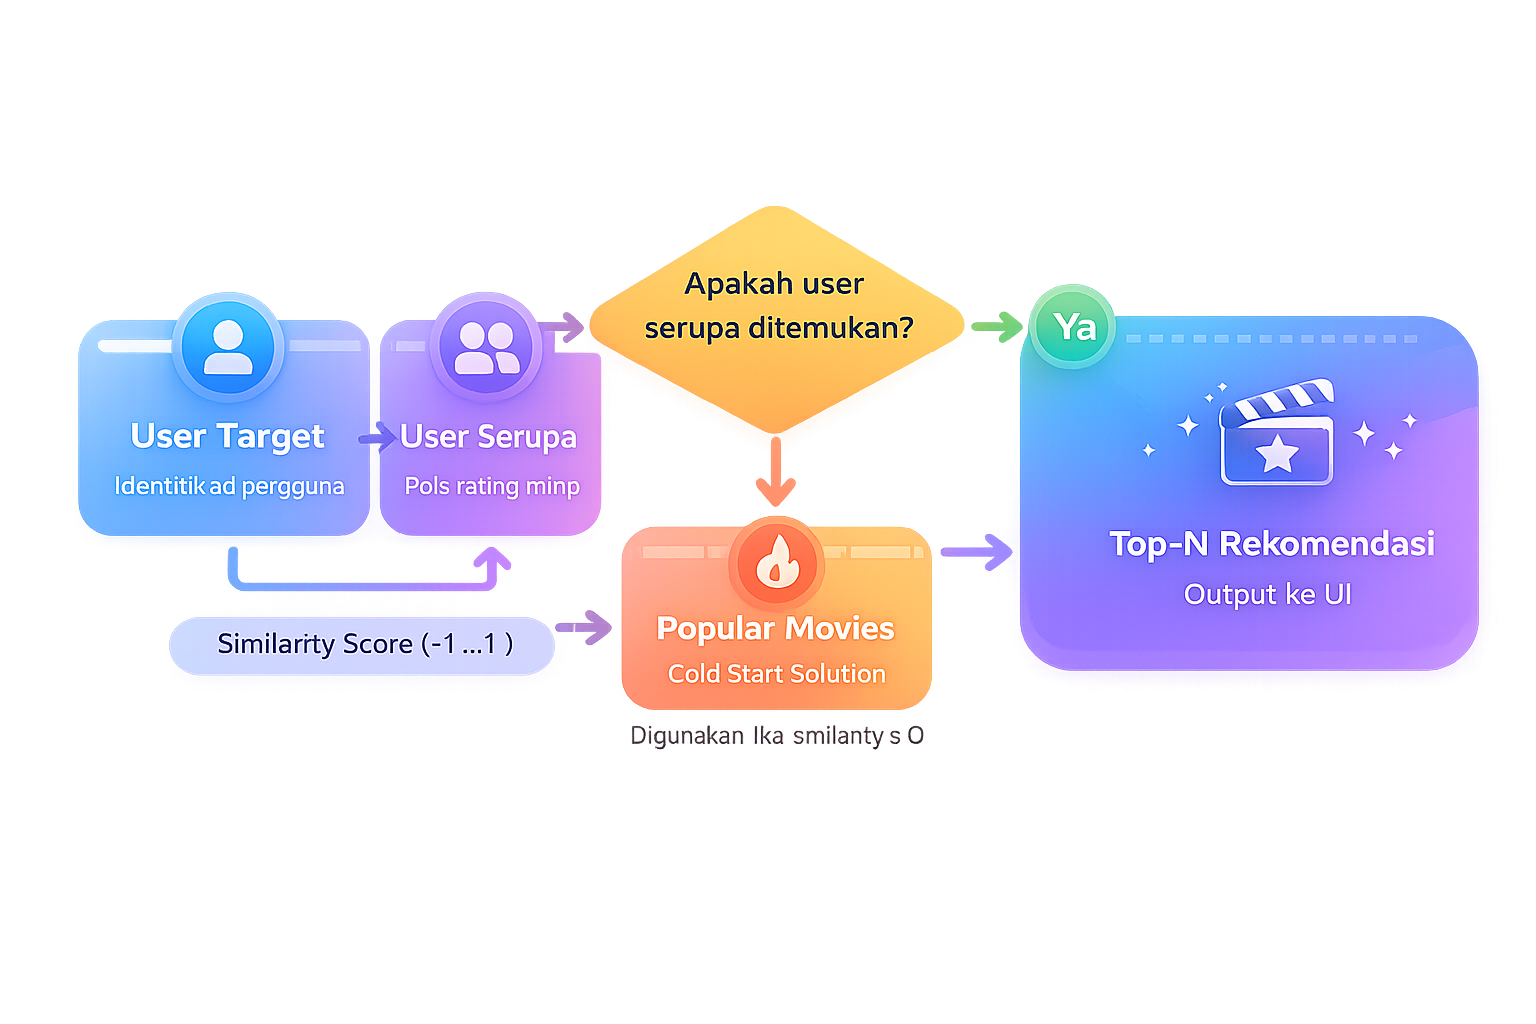 User Target
Identitik ad pergguna
User Serupa
Pols rating minp
Similarity Score (-1 ...1 )
Apakah user
serupa ditemukan?
Ya
Popular Movies
Cold Start Solution
Digunakan Ika smilanty s O
Top-N Rekomendasi
Output ke UI